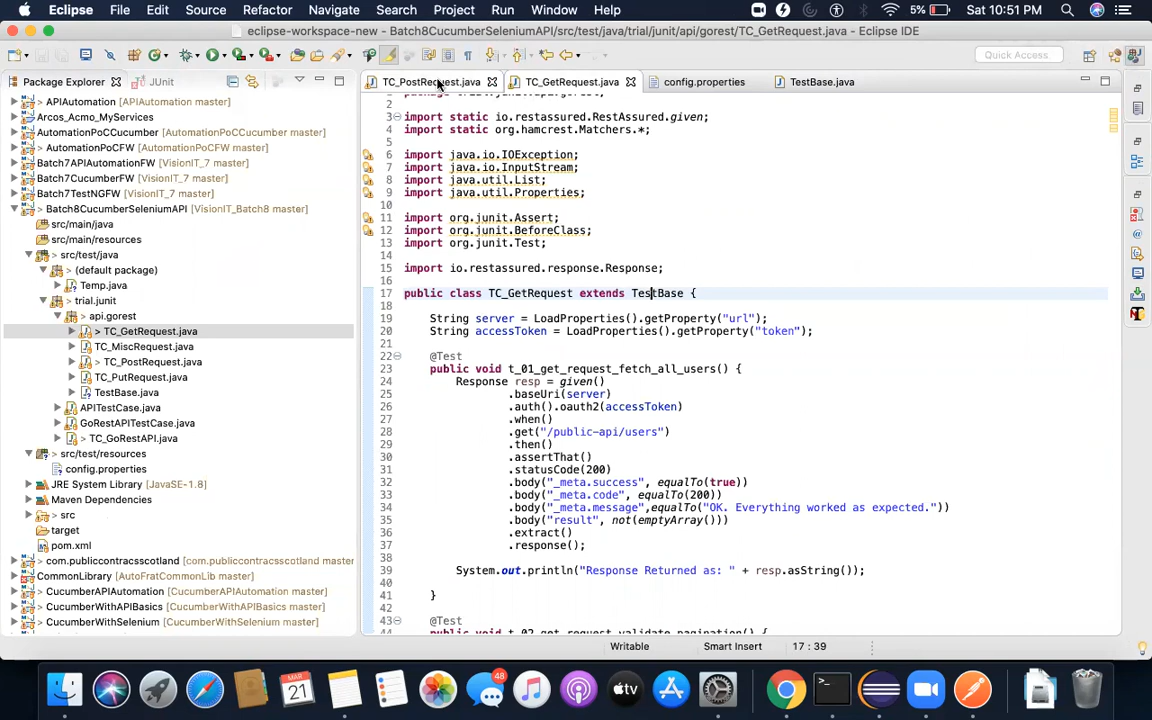 Eclipse File Edit Source Refactor Navigate Search Project Run Window Help 5% Sat 10:51 PM
eclipse-workspace-new - Batch8CucumberSeleniumAPI/src/test/java/trial/junit/api/gorest/TC_GetRequest.java - Eclipse IDE
Quick Access
Package Explorer JUnit
TC_PostRequest.java TC_GetRequest.java config.properties TestBase.java
> APIAutomation [APIAutomation master]
Arcos_Acmo_MyServices
> AutomationPoCCucumber [AutomationPoCCucumber master]
> AutomationPoCFW [AutomationPoCFW master]
Batch7APIAutomationFW [VisionIT_7 master]
Batch7CucumberFW [VisionIT_7 master]
Batch7TestNGFW [VisionIT_7 master]
> Batch8CucumberSeleniumAPI [VisionIT_Batch8 master]
src/main/java
src/main/resources
> src/test/java
> (default package)
Temp.java
> trial.junit
> api.gorest
> TC_GetRequest.java
TC_MiscRequest.java
> TC_PostRequest.java
TC_PutRequest.java
TestBase.java
APITestCase.java
GoRestAPITestCase.java
> TC_GoRestAPI.java
> src/test/resources
config.properties
JRE System Library [JavaSE-1.8]
Maven Dependencies
> src
target
pom.xml
> com.publiccontracsscotland [com.publiccontracsscotland master]
CommonLibrary [AutoFratCommonLib master]
> CucumberAPIAutomation [CucumberAPIAutomation master]
> CucumberWithAPIBasics [CucumberWithAPIBasics master]
> CucumberWithSelenium [CucumberWithSelenium master]
2
3 import static io.restassured.RestAssured.given;
4 import static org.hamcrest.Matchers.*;
5
6 import java.io.IOException;
7 import java.io.InputStream;
8 import java.util.List;
9 import java.util.Properties;
10
11 import org.junit.Assert;
12 import org.junit.BeforeClass;
13 import org.junit.Test;
14
15 import io.restassured.response.Response;
16
17 public class TC_GetRequest extends TestBase {
18
19 String server = LoadProperties().getProperty("url");
20 String accessToken = LoadProperties().getProperty("token");
21
22 @Test
23 public void t_01_get_request_fetch_all_users() {
24 Response resp = given()
25 .baseUri(server)
26 .auth().oauth2(accessToken)
27 .when()
28 .get("/public-api/users")
29 .then()
30 .assertThat()
31 .statusCode(200)
32 .body("_meta.success", equalTo(true))
33 .body("_meta.code", equalTo(200))
34 .body("_meta.message",equalTo("OK. Everything worked as expected."))
35 .body("result", not(emptyArray()))
36 .extract()
37 .response();
38
39 System.out.println("Response Returned as: " + resp.asString());
40
41 }
42
43 @Test
44 public void t_02_get_request_validate_pagination() {
Writable Smart Insert 17 : 39
MAR
21
48
tv